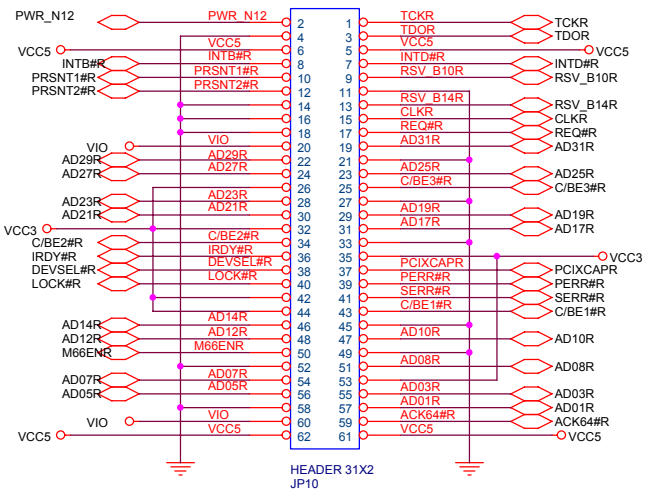 PWR_N12 PWR_N12 2 1 TCKR TCKR
4 3 TDOR TDOR
VCC5 VCC5 6 5 VCC5 VCC5
INTB#R 8 7 INTD#R INTD#R
PRSNT1#R PRSNT1#R 10 9 RSV_B10R RSV_B10R
PRSNT2#R PRSNT2#R 12 11
14 13 RSV_B14R RSV_B14R
16 15 CLKR CLKR
18 17 REQ#R REQ#R
VIO VIO 20 19 AD31R AD31R
AD29R AD29R 22 21
AD27R AD27R 24 23 AD25R AD25R
26 25 C/BE3#R C/BE3#R
AD23R AD23R 28 27
AD21R AD21R 30 29 AD19R AD19R
VCC3 32 31 AD17R AD17R
C/BE2#R C/BE2#R 34 33
IRDY#R IRDY#R 36 35 VCC3
DEVSEL#R DEVSEL#R 38 37 PCIXCAPR PCIXCAPR
LOCK#R LOCK#R 40 39 PERR#R PERR#R
42 41 SERR#R SERR#R
44 43 C/BE1#R C/BE1#R
AD14R AD14R 46 45
AD12R AD12R 48 47 AD10R AD10R
M66ENR M66ENR 50 49
52 51 AD08R AD08R
AD07R AD07R 54 53
AD05R AD05R 56 55 AD03R AD03R
58 57 AD01R AD01R
VIO VIO 60 59 ACK64#R ACK64#R
VCC5 VCC5 62 61 VCC5 VCC5
HEADER 31X2
JP10